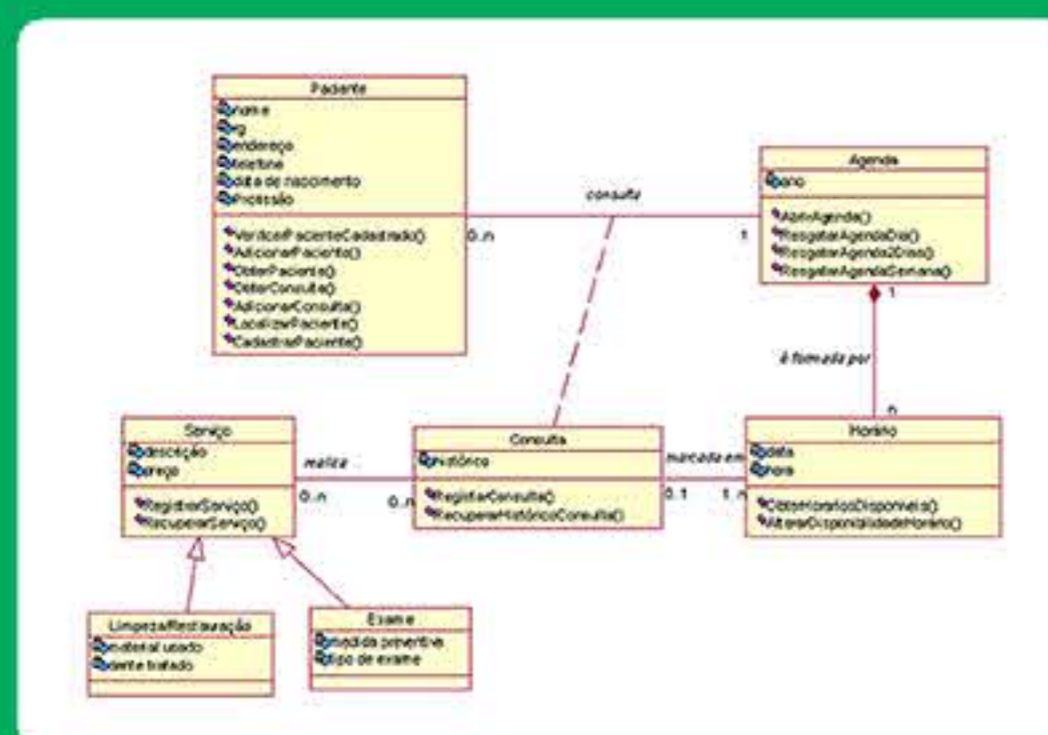 Paciente
nome
rg
endereço
telefone
data de nascimento
Profissão
VerificarPacienteCadastrado()
AdicionarPaciente()
ObterPaciente()
ObterConsulta()
AdicionarConsulta()
LocalizarPaciente()
CadastrarPaciente()
consulta
0..n
1
Agenda
ano
AbrirAgenda()
ResgatarAgendaDia()
ResgatarAgenda2Dias()
ResgatarAgendaSemana()
1
é formada por
n
Serviço
descrição
preço
RegistrarServiço()
RecuperarServiço()
realiza
0..n
0..n
Consulta
histórico
RegistarConsulta()
RecuperarHistóricoConsulta()
marcada em
0..1
1..n
Horário
data
hora
ObterHorariosDisponíveis()
AlterarDisponibilidadeHorário()
Limpeza/Restauração
material usado
dente tratado
Exame
medida preventiva
tipo de exame